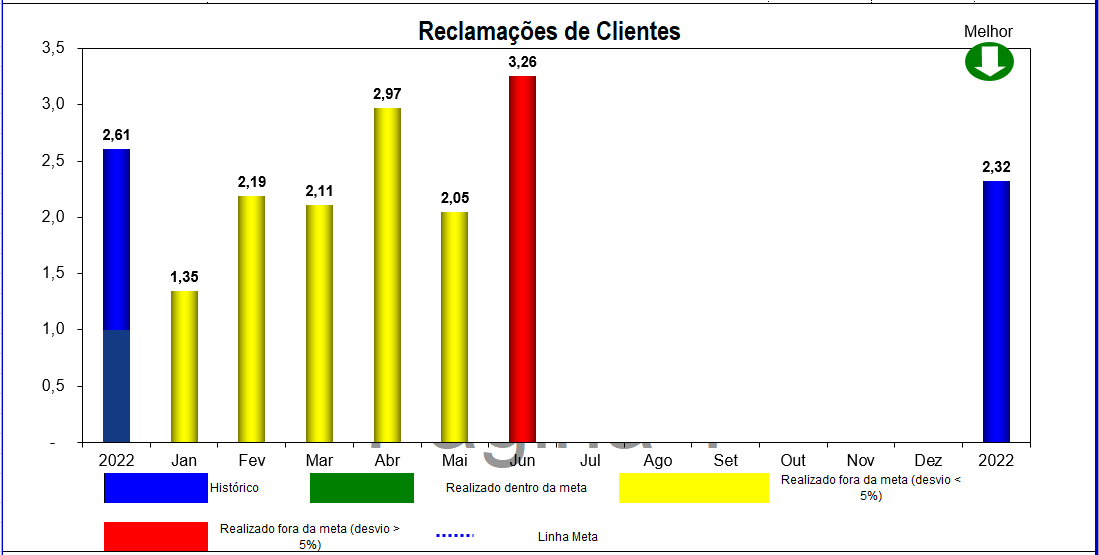 Reclamações de Clientes
Melhor
3,5
3,0
2,5
2,0
1,5
1,0
0,5
-
2,61
1,35
2,19
2,11
2,97
2,05
3,26
2,32
2022 Jan Fev Mar Abr Mai Jun Jul Ago Set Out Nov Dez 2022
Histórico
Realizado dentro da meta
Realizado fora da meta (desvio <
5%)
Realizado fora da meta (desvio >
5%)
Linha Meta